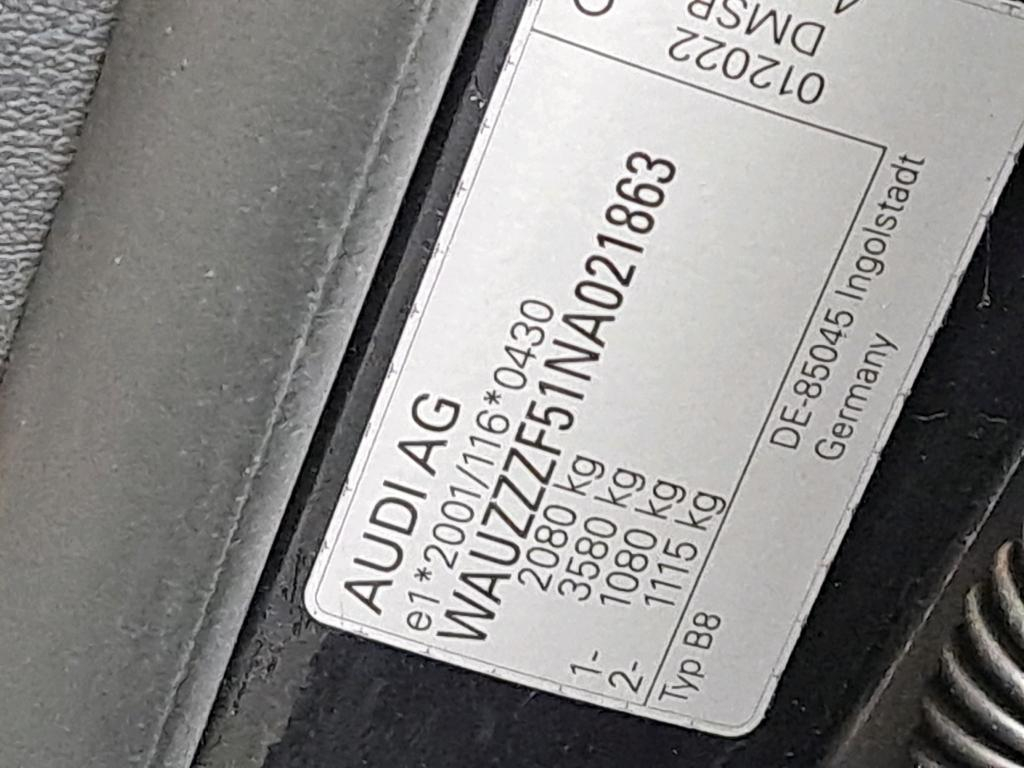 AUDI AG
e1*2001/116*0430
WAUZZZF51NA021863
2080 kg
3580 kg
1- 1080 kg
2- 1115 kg
Typ B8
DE-85045 Ingolstadt
Germany
012022
DMSB